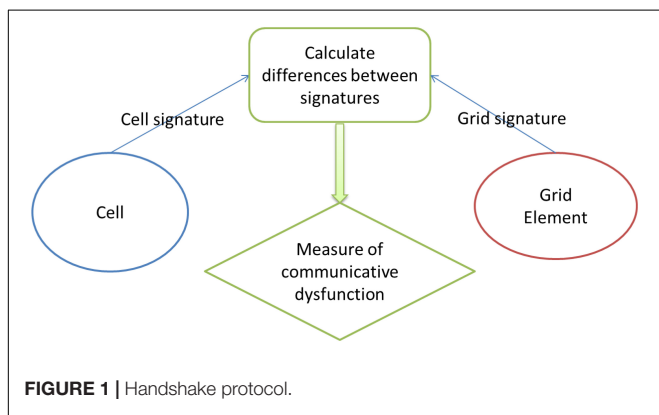 Calculate
differences between
signatures
Cell signature
Grid signature
Cell
Grid
Element
Measure of
communicative
dysfunction
FIGURE 1 | Handshake protocol.